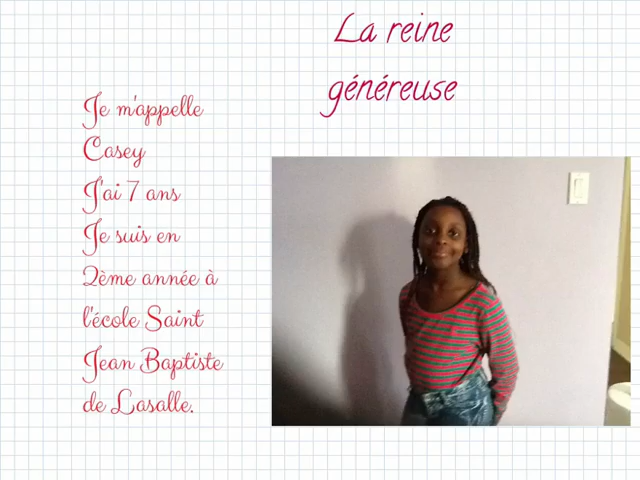 La reine
généreuse
Je m'appelle
Casey
J'ai 7 ans
Je suis en
2ème année à
l'école Saint
Jean Baptiste
de Lasalle.